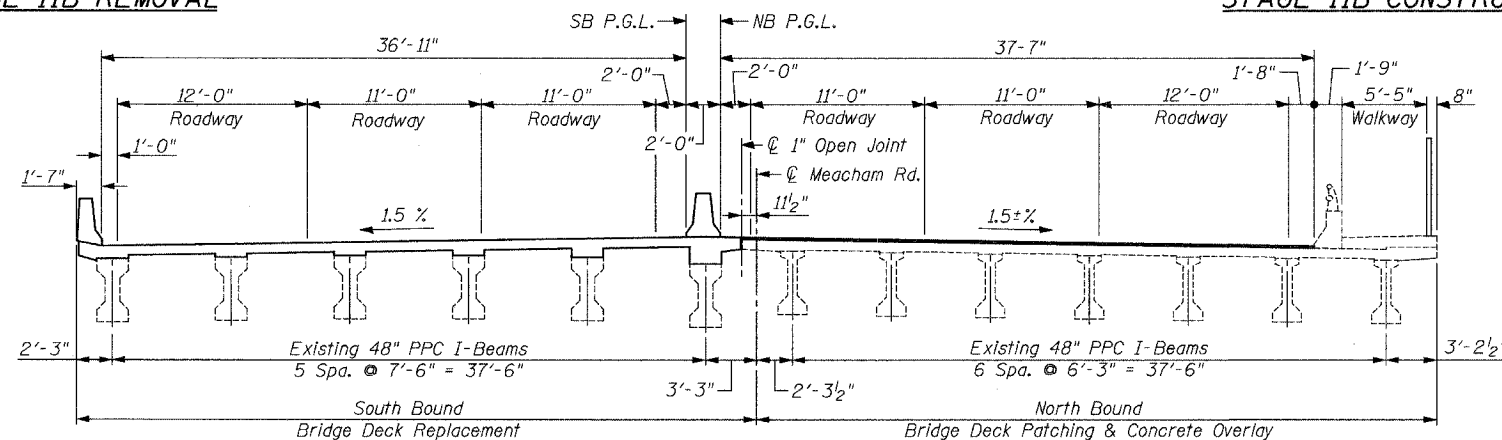 IIB REMOVAL
STAGE IIB CONSTRU
SB P.G.L.
NB P.G.L.
36'-11"
37'-7"
2'-0"
2'-0"
1'-8"
1'-9"
12'-0"
Roadway
11'-0"
Roadway
11'-0"
Roadway
2'-0"
11'-0"
Roadway
11'-0"
Roadway
12'-0"
Roadway
5'-5"
Walkway
8"
1'-0"
℄ 1" Open Joint
℄ Meacham Rd.
1'-7"
11½"
1.5 %
1.5±%
2'-3"
Existing 48" PPC I-Beams
5 Spa. @ 7'-6" = 37'-6"
3'-3"
2'-3½"
Existing 48" PPC I-Beams
6 Spa. @ 6'-3" = 37'-6"
3'-2½"
South Bound
Bridge Deck Replacement
North Bound
Bridge Deck Patching & Concrete Overlay